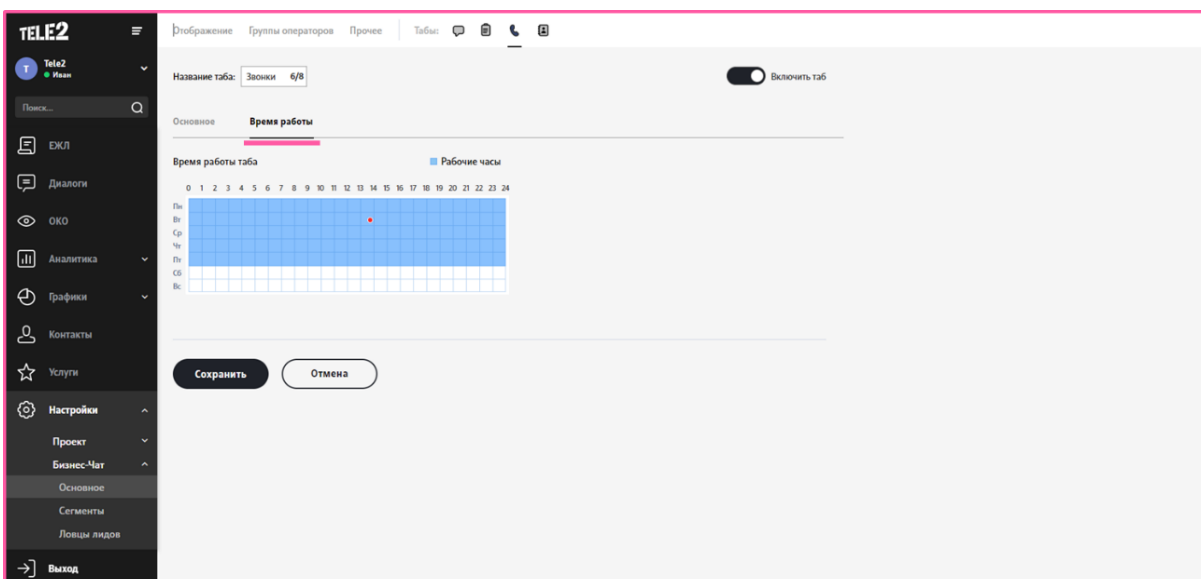 TELE2
Т
Tele2
Иван
Поиск...
ЕЖЛ
Диалоги
ОКО
Аналитика
Графики
Контакты
Услуги
Настройки
Проект
Бизнес-Чат
Основное
Сегменты
Ловцы лидов
Выход
Отображение Группы операторов Прочее Табы:
Название таба: Звонки 6/8 Включить таб
Основное Время работы
Время работы таба Рабочие часы
0 1 2 3 4 5 6 7 8 9 10 11 12 13 14 15 16 17 18 19 20 21 22 23 24
Пн
Вт
Ср
Чт
Пт
Сб
Вс
Сохранить Отмена